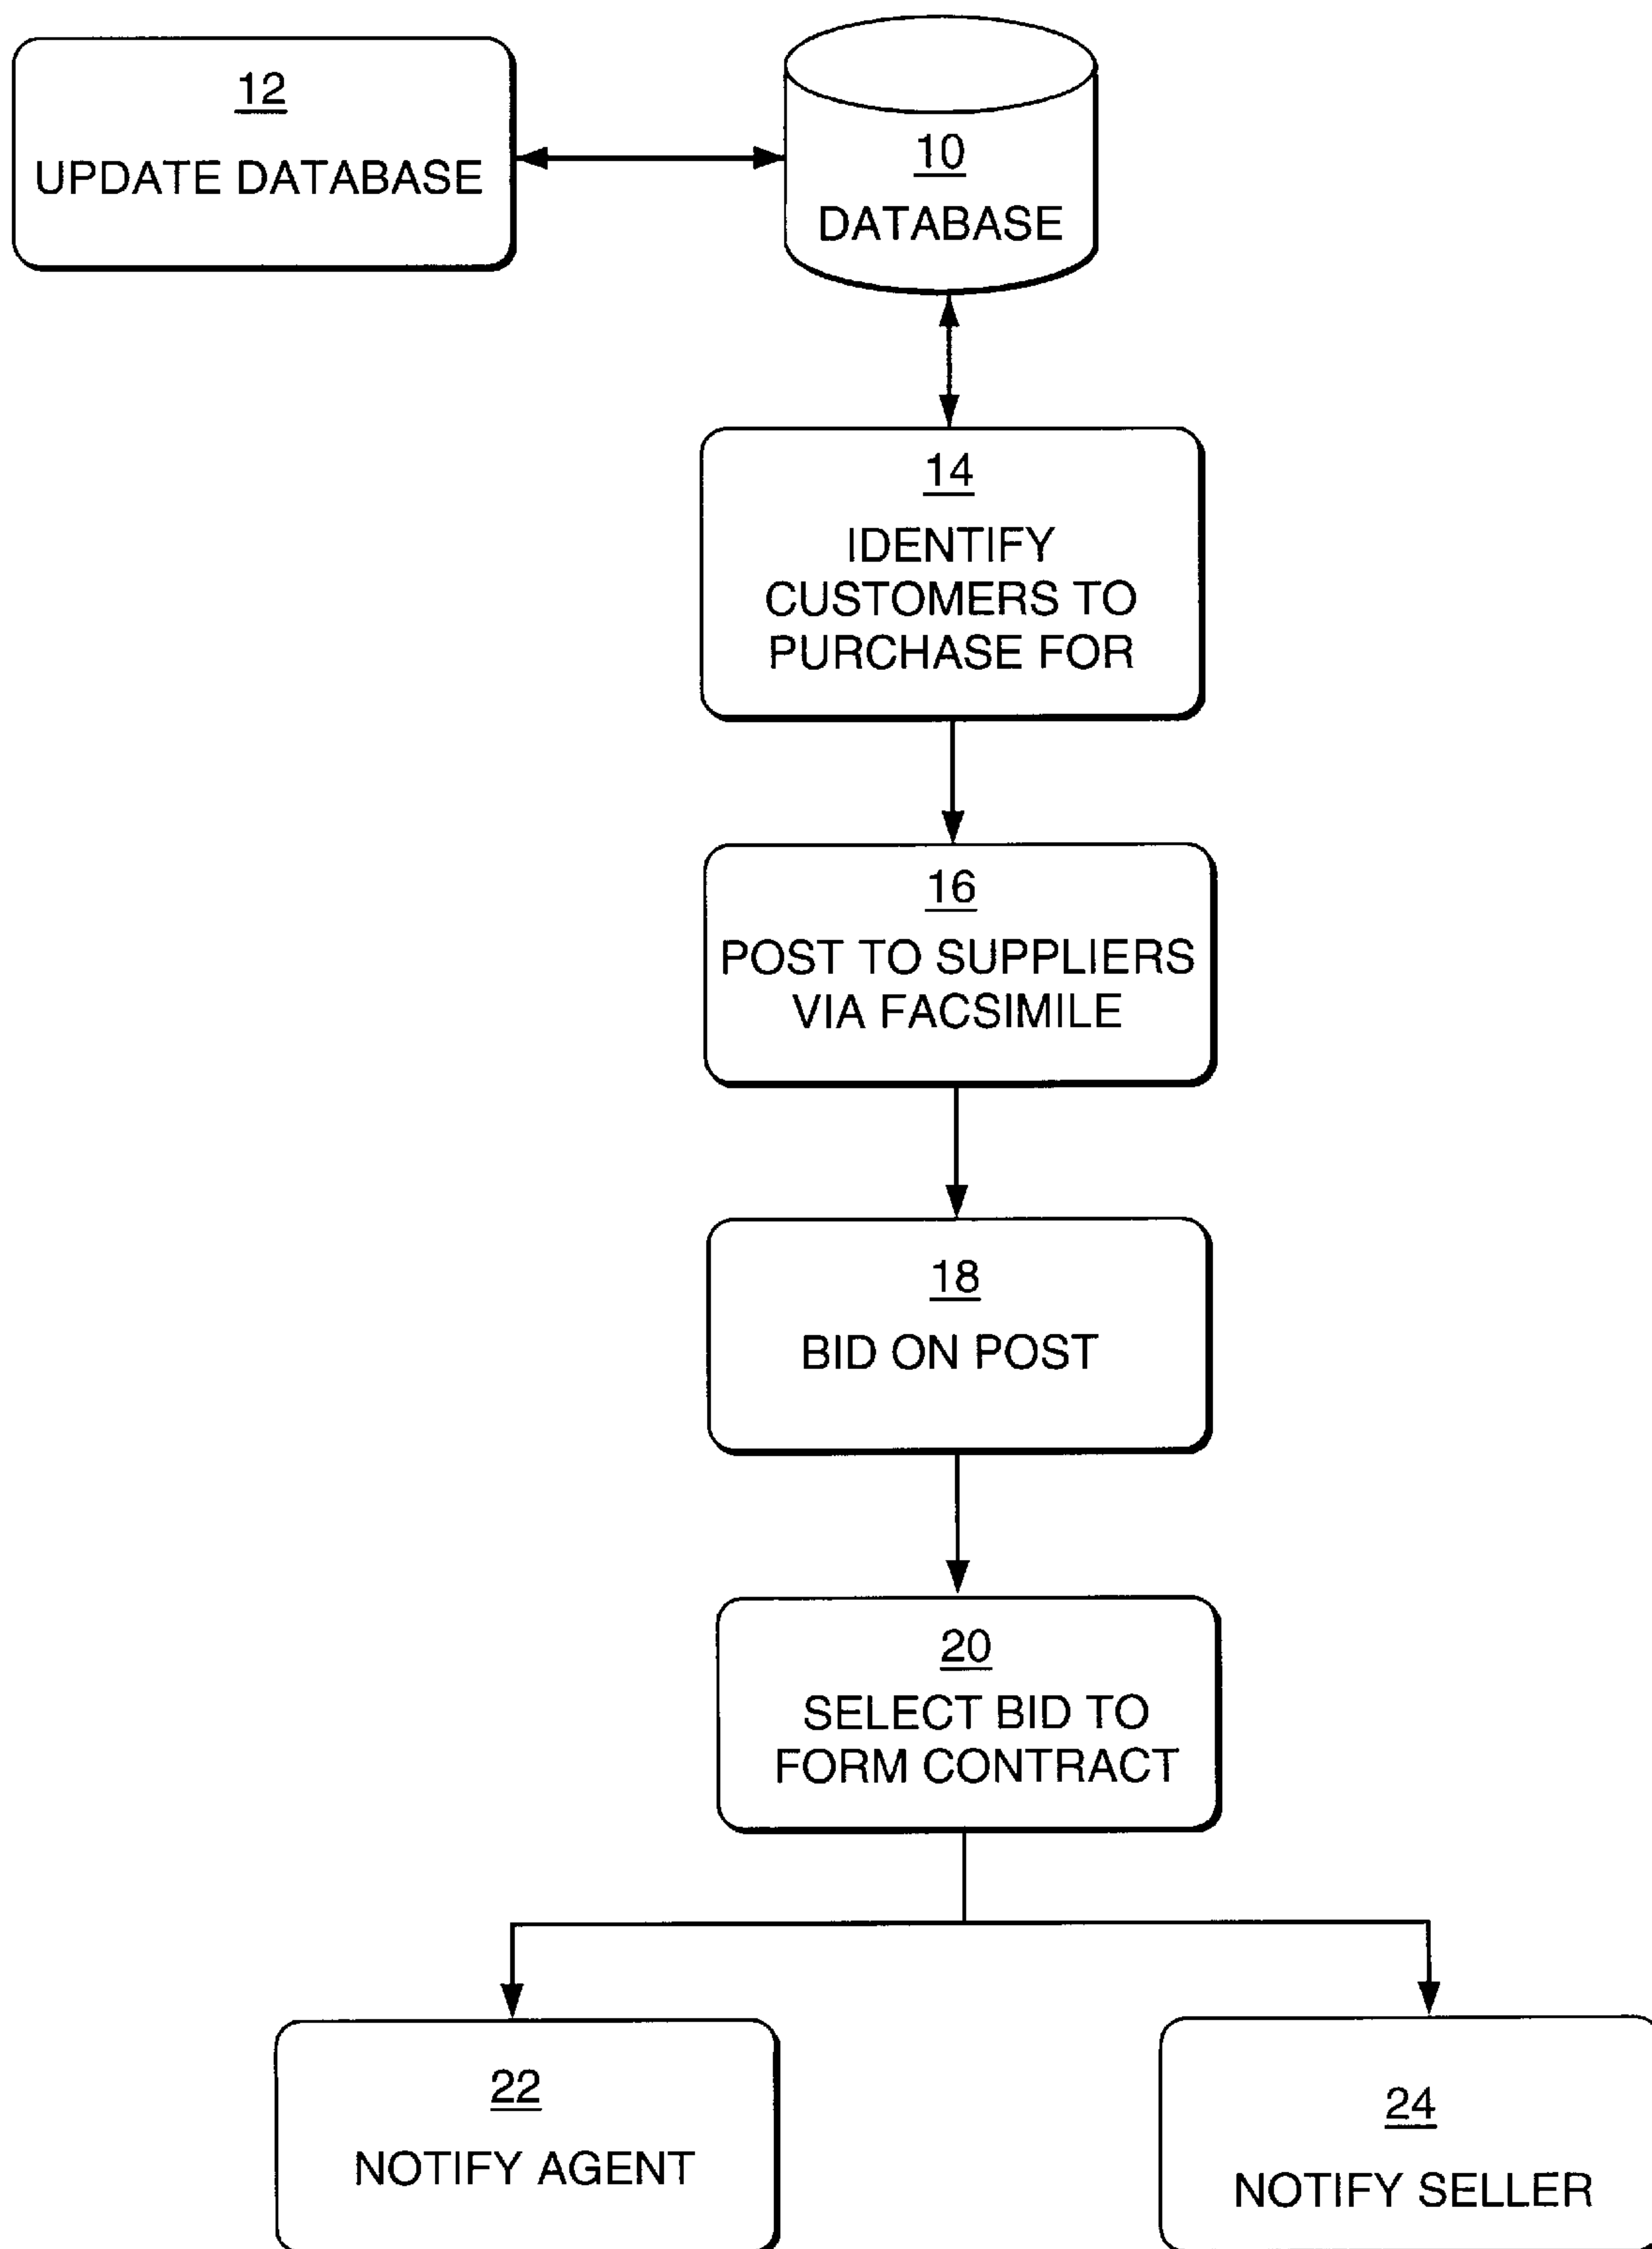 12
UPDATE DATABASE
10
DATABASE
14
IDENTIFY
CUSTOMERS TO
PURCHASE FOR
16
POST TO SUPPLIERS
VIA FACSIMILE
18
BID ON POST
20
SELECT BID TO
FORM CONTRACT
22
NOTIFY AGENT
24
NOTIFY SELLER